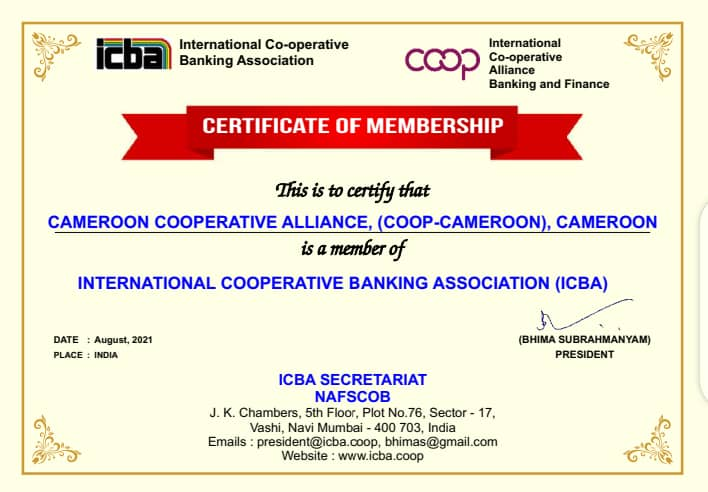 icba
International Co-operative
Banking Association
coop
International
Co-operative
Alliance
Banking and Finance
CERTIFICATE OF MEMBERSHIP
This is to certify that
CAMEROON COOPERATIVE ALLIANCE, (COOP-CAMEROON), CAMEROON
is a member of
INTERNATIONAL COOPERATIVE BANKING ASSOCIATION (ICBA)
DATE : August, 2021
PLACE : INDIA
(BHIMA SUBRAHMANYAM)
PRESIDENT
ICBA SECRETARIAT
NAFSCOB
J. K. Chambers, 5th Floor, Plot No.76, Sector - 17,
Vashi, Navi Mumbai - 400 703, India
Emails : president@icba.coop, bhimas@gmail.com
Website : www.icba.coop